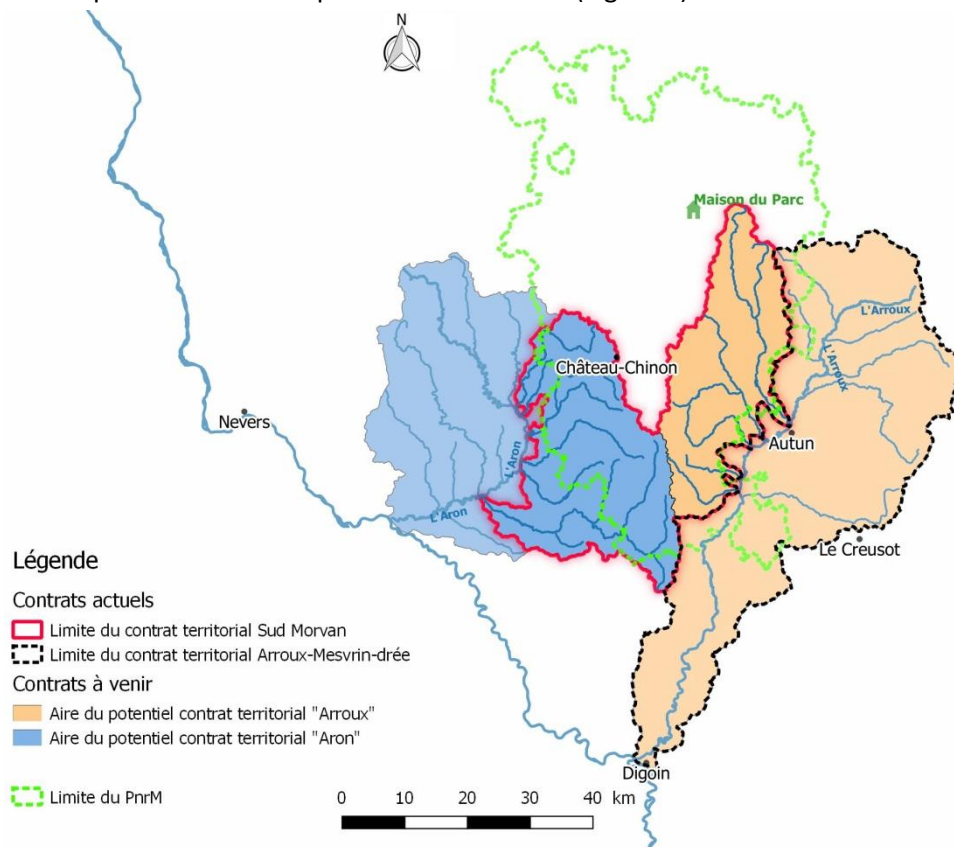 Maison du Parc
L'Arroux
L'Arroux
Château-Chinon
Nevers
Autun
L'Aron
L'Aron
Le Creusot
Légende
Contrats actuels
Limite du contrat territorial Sud Morvan
Limite du contrat territorial Arroux-Mesvrin-drée
Contrats à venir
Aire du potentiel contrat territorial "Arroux"
Aire du potentiel contrat territorial "Aron"
Digoin
Limite du PnrM
0 10 20 30 40 km